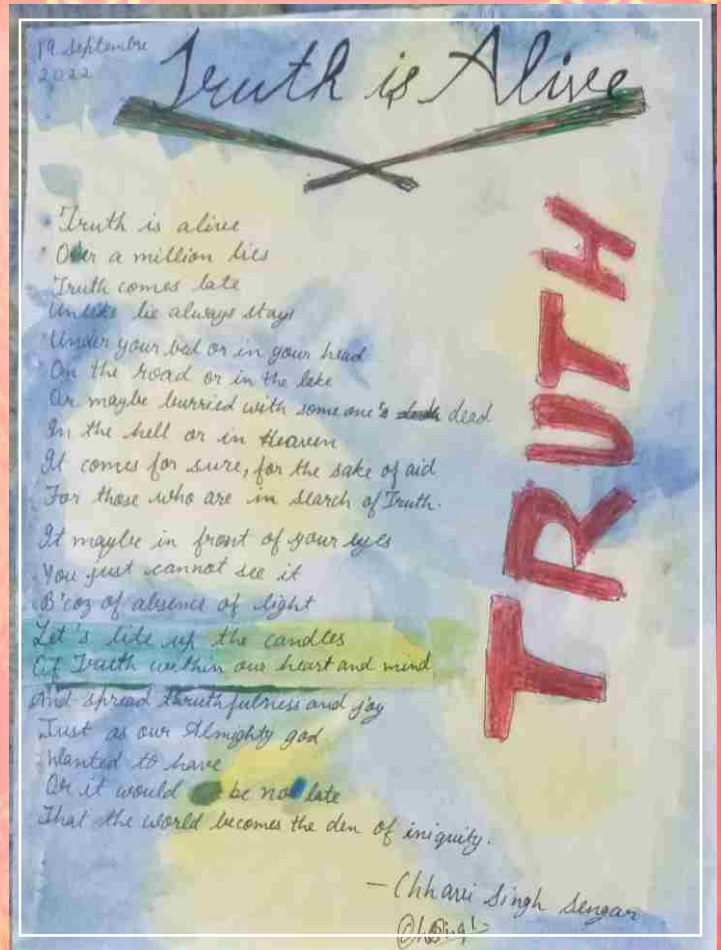 19 Septembre
2022
Truth is Alive
Truth is alive
Over a million lies
Truth comes late
Unlike lie always stays
Under your bed or in your head
On the road or in the lake
Or maybe burried with someone's dead
In the hell or in Heaven
It comes for sure, for the sake of aid
For those who are in search of Truth.
It maybe in front of your eyes
You just cannot see it
B'coz of absence of light
Let's lite up the candles
Of Truth within our heart and mind
And spread thruthfulness and joy
Just as our Almighty god
Wanted to have
Or it would be not late
That the world becomes the den of iniquity.
TRUTH
- Chhavi Singh Sengar